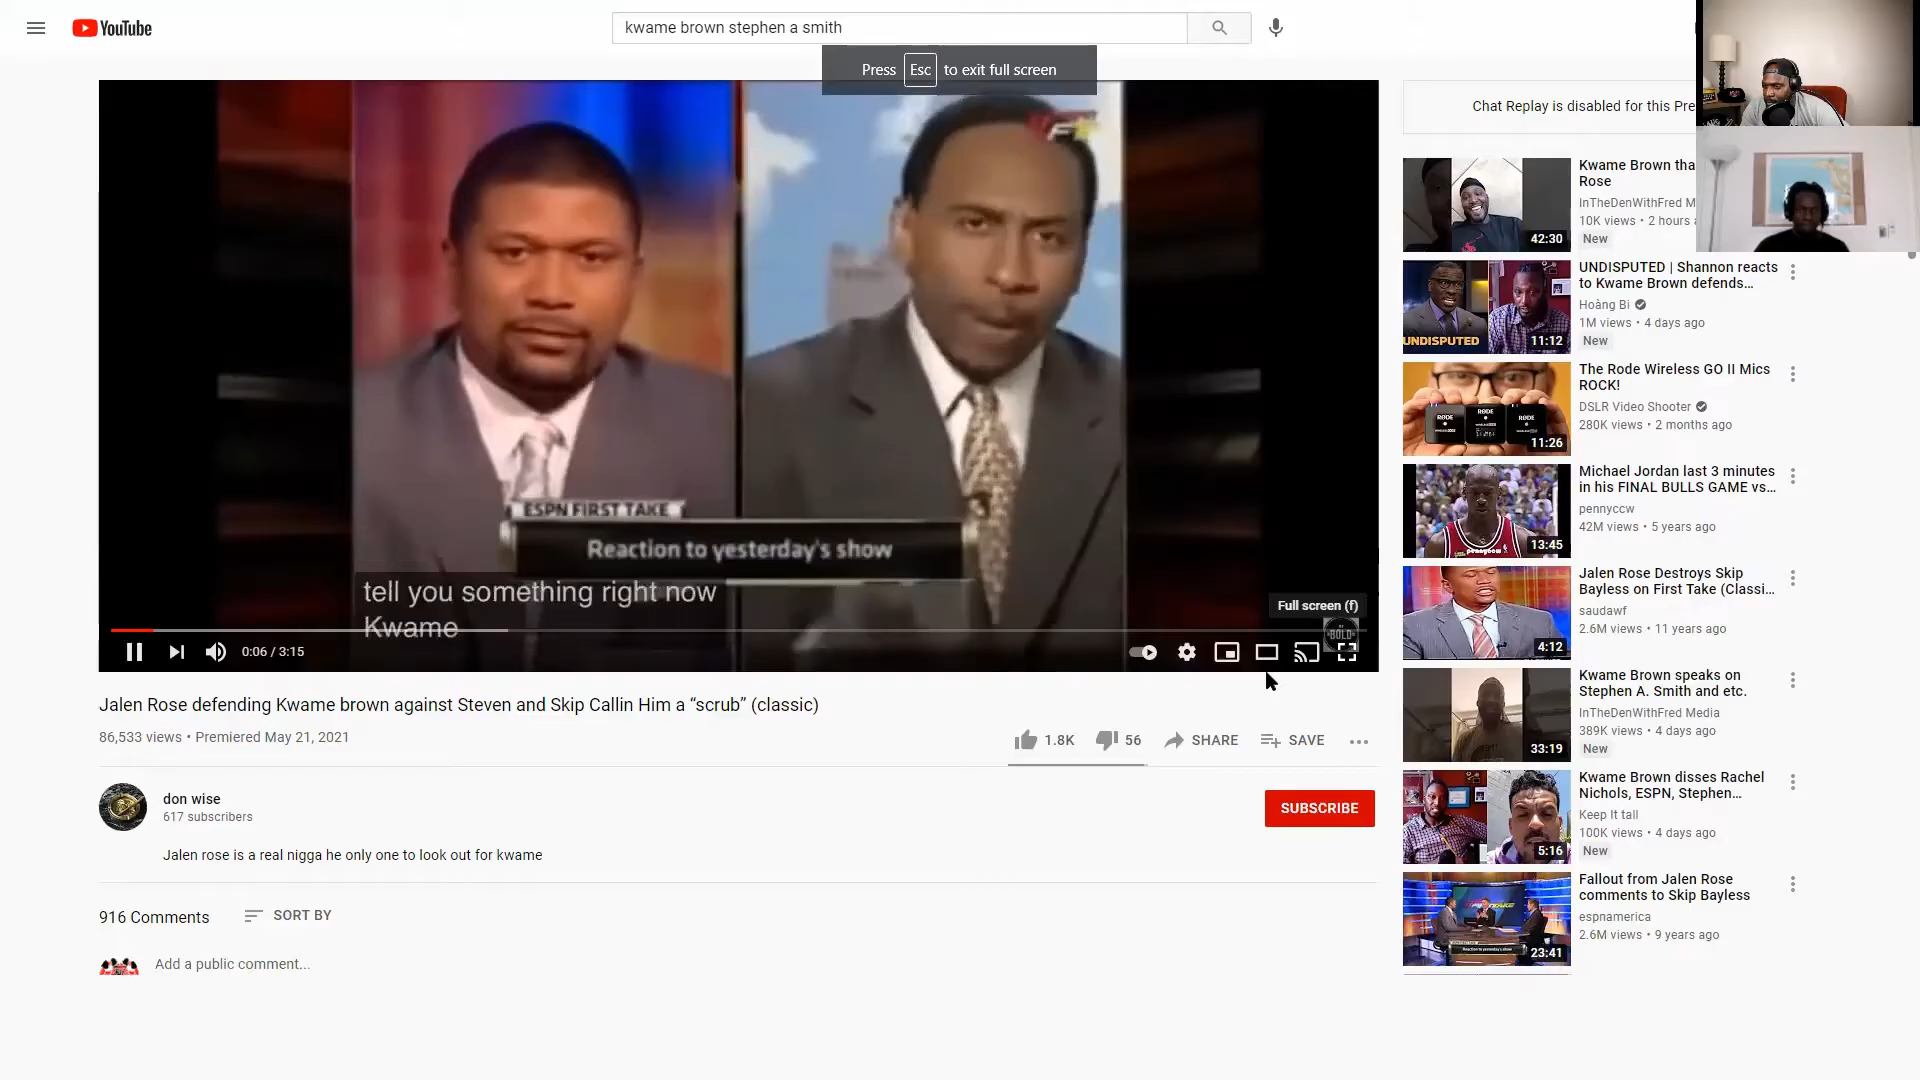 YouTube
kwame brown stephen a smith
Press Esc to exit full screen
ESPN FIRST TAKE
Reaction to yesterday's show
tell you something right now
Kwame
Full screen (f)
BOLD
0:06 / 3:15
Jalen Rose defending Kwame brown against Steven and Skip Callin Him a “scrub” (classic)
86,533 views • Premiered May 21, 2021
1.8K
56
SHARE
SAVE
don wise
617 subscribers
SUBSCRIBE
Jalen rose is a real nigga he only one to look out for kwame
916 Comments
SORT BY
Add a public comment...
Chat Replay is disabled for this Pre
42:30
Kwame Brown tha
Rose
InTheDenWithFred M
10K views • 2 hours
New
UNDISPUTED
11:12
UNDISPUTED | Shannon reacts
to Kwame Brown defends...
Hoàng Bi
1M views • 4 days ago
New
RODE
RODE
RODE
11:26
The Rode Wireless GO II Mics
ROCK!
DSLR Video Shooter
280K views • 2 months ago
pennyccw
13:45
Michael Jordan last 3 minutes
in his FINAL BULLS GAME vs...
pennyccw
42M views • 5 years ago
4:12
Jalen Rose Destroys Skip
Bayless on First Take (Classi...
saudawf
2.6M views • 11 years ago
33:19
Kwame Brown speaks on
Stephen A. Smith and etc.
InTheDenWithFred Media
389K views • 4 days ago
New
5:16
Kwame Brown disses Rachel
Nichols, ESPN, Stephen...
Keep It tall
100K views • 4 days ago
New
Reaction to yesterday's show
23:41
Fallout from Jalen Rose
comments to Skip Bayless
espnamerica
2.6M views • 9 years ago